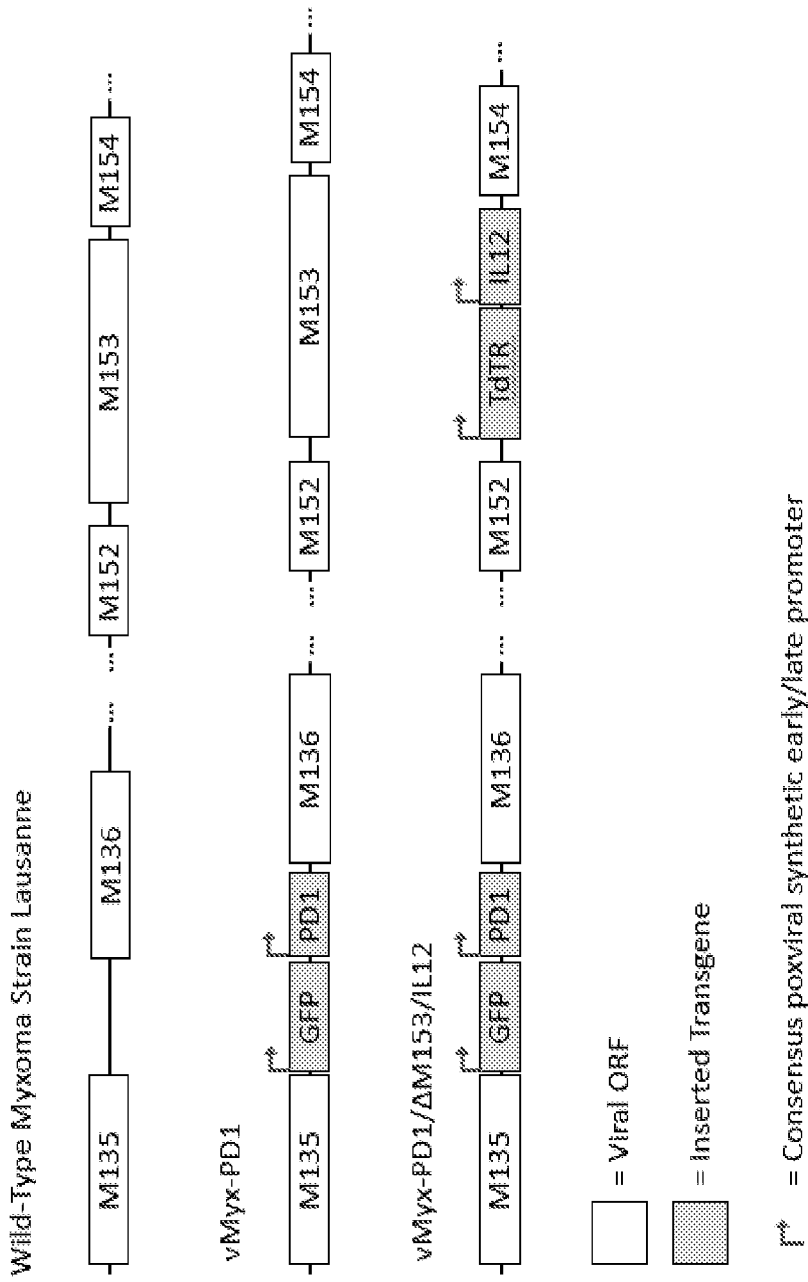 Wild-Type Myxoma Strain Lausanne
M135 M136 ... ... M152 M153 M154 ...
vMyx-PD1
M135 GFP PD1 M136 ... ... M152 M153 M154 ...
vMyx-PD1/ΔM153/IL12
M135 GFP PD1 M136 ... ... M152 TdTR IL12 M154 ...
= Viral ORF
= Inserted Transgene
= Consensus poxviral synthetic early/late promoter